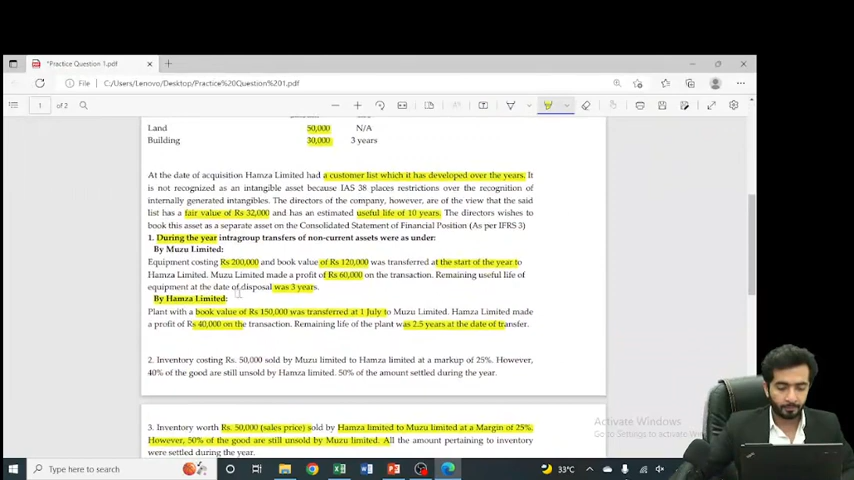 *Practice Question 1.pdf
File
C:/Users/Lenovo/Desktop/Practice%20Question%201.pdf
1 of 2
Land 50,000 N/A
Building 30,000 3 years
At the date of acquisition Hamza Limited had a customer list which it has developed over the years. It
is not recognized as an intangible asset because IAS 38 places restrictions over the recognition of
internally generated intangibles. The directors of the company, however, are of the view that the said
list has a fair value of Rs 32,000 and has an estimated useful life of 10 years. The directors wishes to
book this asset as a separate asset on the Consolidated Statement of Financial Position (As per IFRS 3)
1. During the year intragroup transfers of non-current assets were as under:
By Muzu Limited:
Equipment costing Rs 200,000 and book value of Rs 120,000 was transferred at the start of the year to
Hamza Limited. Muzu Limited made a profit of Rs 60,000 on the transaction. Remaining useful life of
equipment at the date of disposal was 3 years.
By Hamza Limited:
Plant with a book value of Rs 150,000 was transferred at 1 July to Muzu Limited. Hamza Limited made
a profit of Rs 40,000 on the transaction. Remaining life of the plant was 2.5 years at the date of transfer.
2. Inventory costing Rs. 50,000 sold by Muzu limited to Hamza limited at a markup of 25%. However,
40% of the good are still unsold by Hamza limited. 50% of the amount settled during the year.
3. Inventory worth Rs. 50,000 (sales price) sold by Hamza limited to Muzu limited at a Margin of 25%.
However, 50% of the good are still unsold by Muzu limited. All the amount pertaining to inventory
were settled during the year.
Activate Windows
Go to Settings to activate Win
Type here to search
33°C